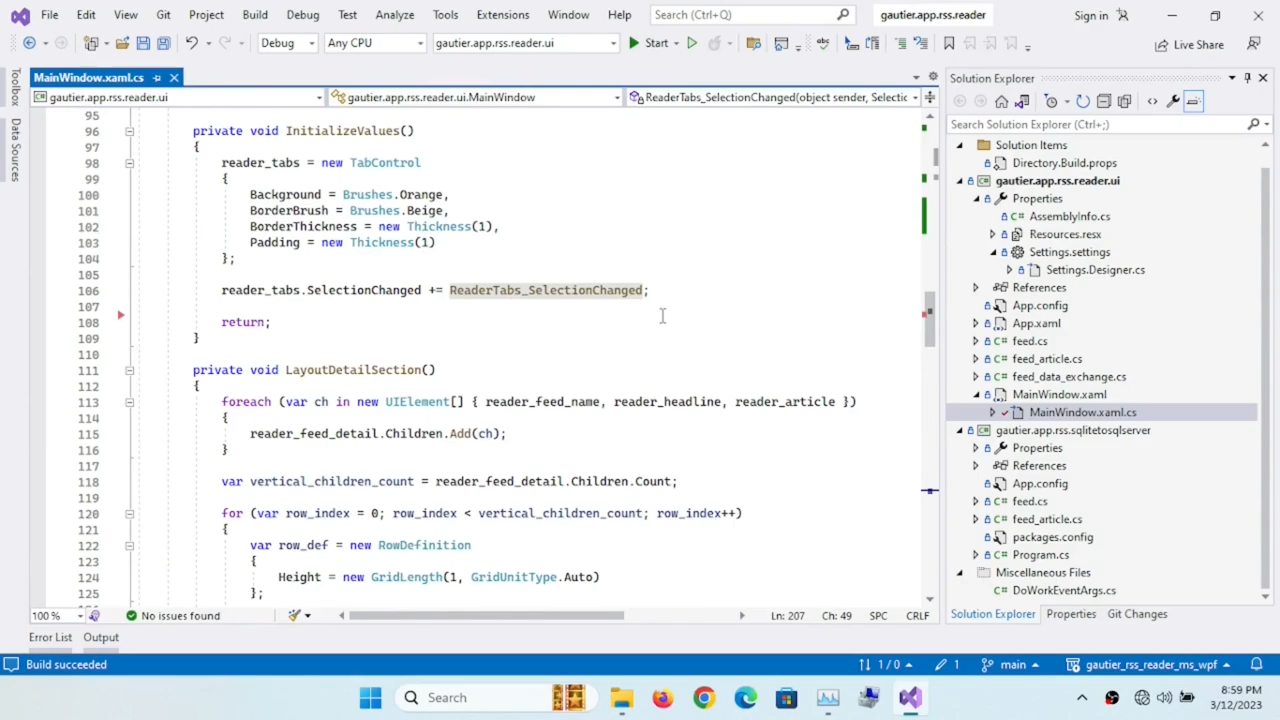 File Edit View Git Project Build Debug Test Analyze Tools Extensions Window Help Search (Ctrl+Q) gautier.app.rss.reader Sign in
Debug Any CPU gautier.app.rss.reader.ui Start Live Share
Toolbox
Data Sources
MainWindow.xaml.cs
gautier.app.rss.reader.ui gautier.app.rss.reader.ui.MainWindow ReaderTabs_SelectionChanged(object sender, Selectic
95
96 private void InitializeValues()
97 {
98 reader_tabs = new TabControl
99 {
100 Background = Brushes.Orange,
101 BorderBrush = Brushes.Beige,
102 BorderThickness = new Thickness(1),
103 Padding = new Thickness(1)
104 };
105
106 reader_tabs.SelectionChanged += ReaderTabs_SelectionChanged;
107
108 return;
109 }
110
111 private void LayoutDetailSection()
112 {
113 foreach (var ch in new UIElement[] { reader_feed_name, reader_headline, reader_article })
114 {
115 reader_feed_detail.Children.Add(ch);
116 }
117
118 var vertical_children_count = reader_feed_detail.Children.Count;
119
120 for (var row_index = 0; row_index < vertical_children_count; row_index++)
121 {
122 var row_def = new RowDefinition
123 {
124 Height = new GridLength(1, GridUnitType.Auto)
125 };
100 % No issues found Ln: 207 Ch: 49 SPC CRLF
Error List Output
Solution Explorer
Search Solution Explorer (Ctrl+;)
Solution Items
Directory.Build.props
gautier.app.rss.reader.ui
Properties
AssemblyInfo.cs
Resources.resx
Settings.settings
Settings.Designer.cs
References
App.config
App.xaml
feed.cs
feed_article.cs
feed_data_exchange.cs
MainWindow.xaml
MainWindow.xaml.cs
gautier.app.rss.sqlitetosqlserver
Properties
References
App.config
feed.cs
feed_article.cs
packages.config
Program.cs
Miscellaneous Files
DoWorkEventArgs.cs
Solution Explorer Properties Git Changes
Build succeeded 1 / 0 1 main gautier_rss_reader_ms_wpf
Search 8:59 PM
3/12/2023